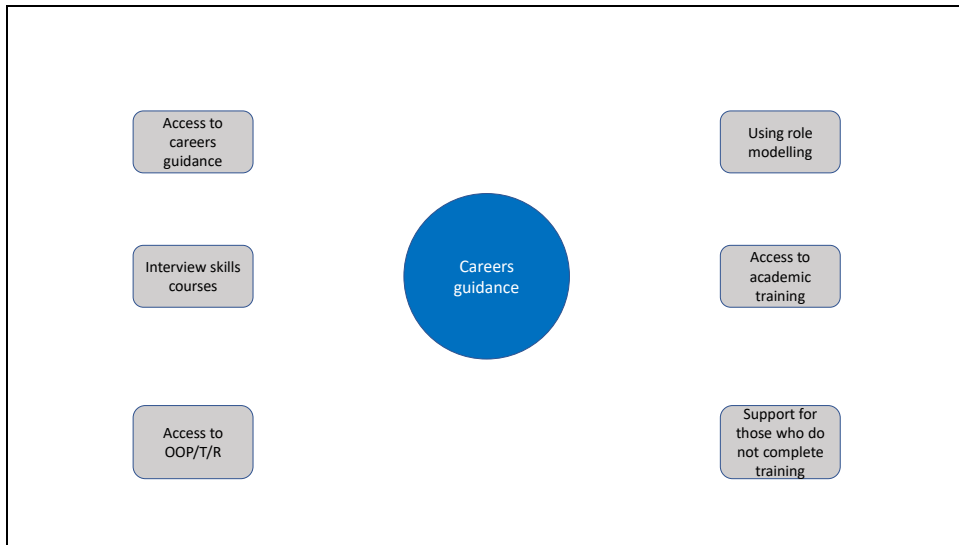 Access to
careers
guidance
Interview skills
courses
Access to
OOP/T/R
Careers
guidance
Using role
modelling
Access to
academic
training
Support for
those who do
not complete
training